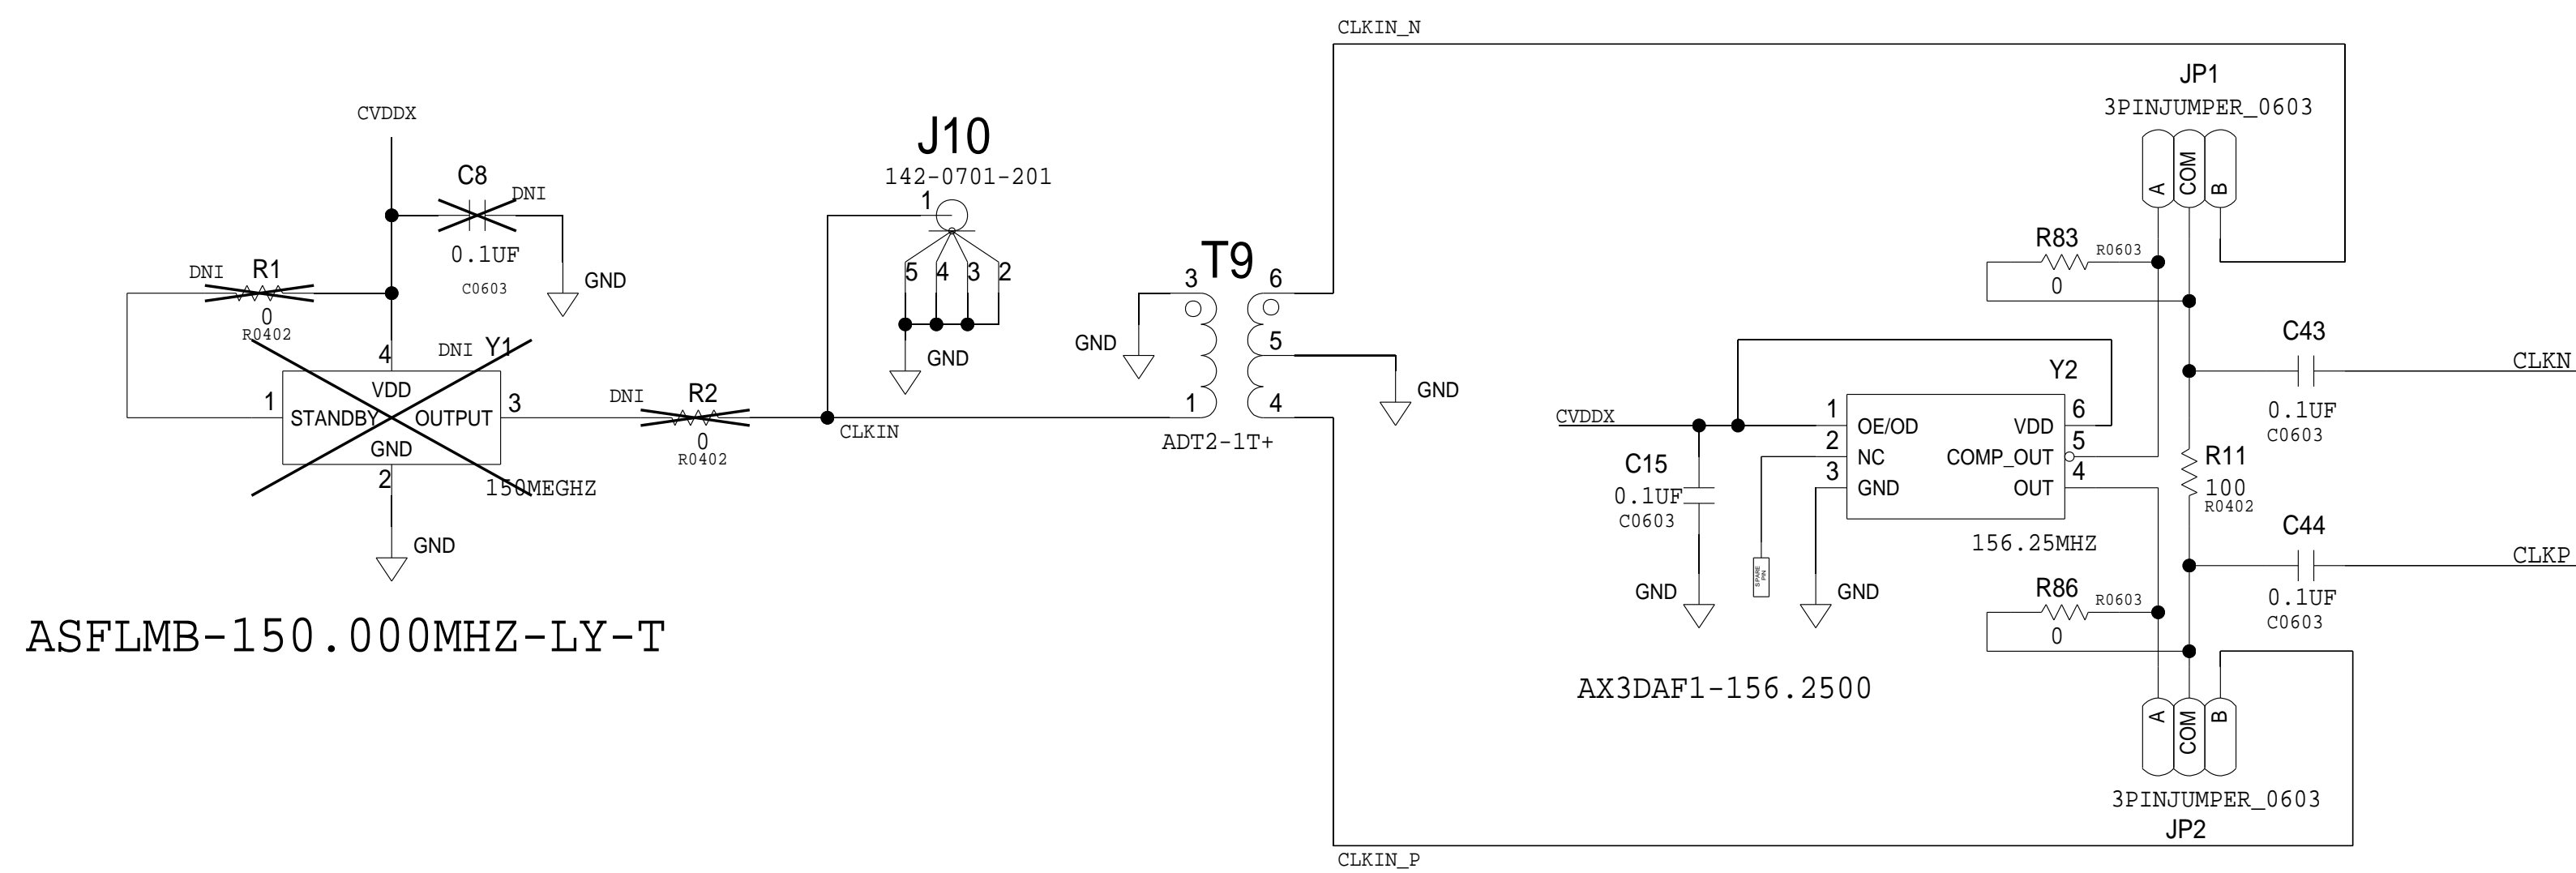 CLKIN_N
JP1
3PINJUMPER_0603
A
COM
B
CVDDX
C8
DNI
0.1UF
C0603
GND
DNI
R1
0
R0402
4
DNI
Y1
VDD
1
STANDBY
OUTPUT
3
GND
2
150MEGHZ
GND
ASFLMB-150.000MHZ-LY-T
DNI
R2
0
R0402
CLKIN
J10
142-0701-201
1
5
4
3
2
GND
T9
3
6
GND
5
GND
1
4
ADT2-1T+
R83
R0603
0
C43
CLKN
0.1UF
C0603
Y2
CVDDX
1
OE/OD
VDD
6
2
NC
COMP_OUT
5
3
GND
OUT
4
156.25MHZ
C15
0.1UF
C0603
GND
SPARE
PIN
GND
R11
100
R0402
C44
CLKP
0.1UF
C0603
R86
R0603
0
AX3DAF1-156.2500
A
COM
B
3PINJUMPER_0603
JP2
CLKIN_P